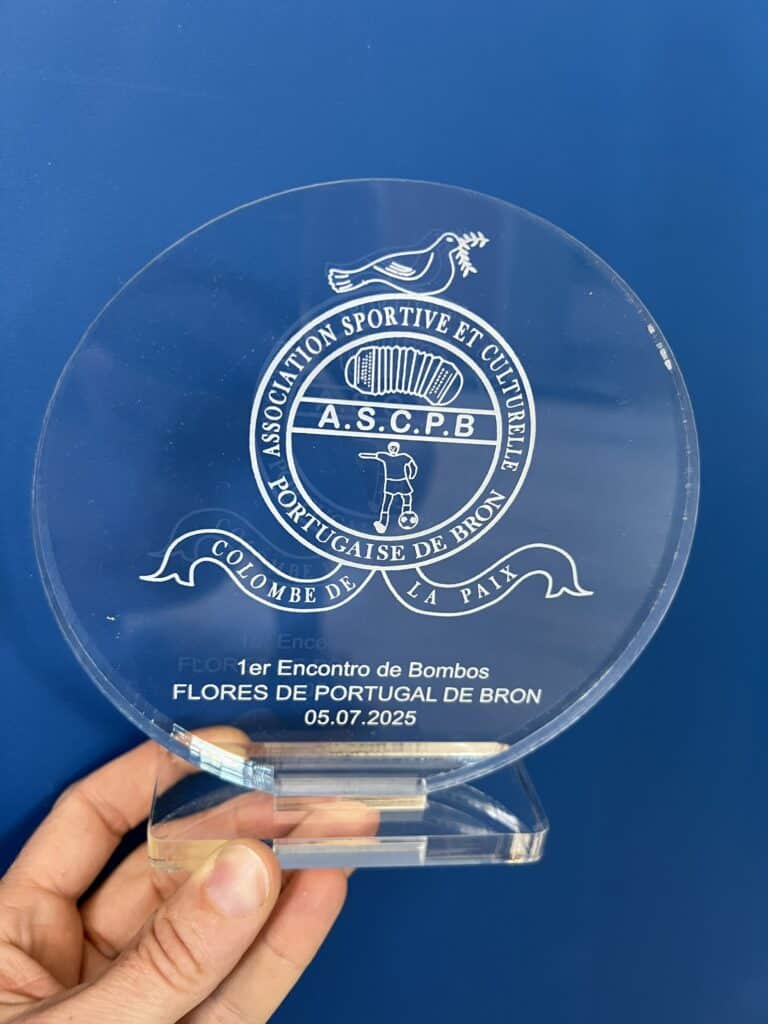 ASSOCIATION SPORTIVE ET CULTURELLE
A.S.C.P.B
PORTUGAISE DE BRON
COLOMBE DE LA PAIX
1er Encontro de Bombos
FLORES DE PORTUGAL DE BRON
05.07.2025